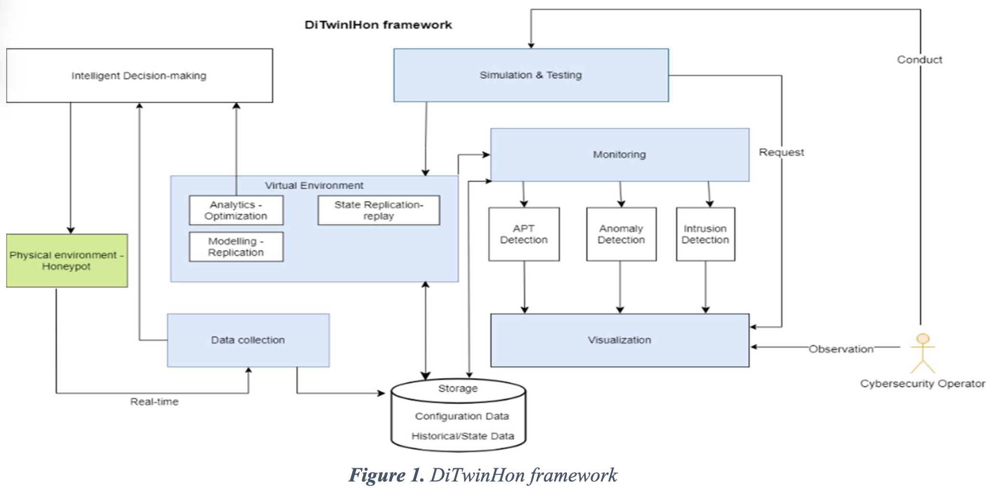 DiTwinIHon framework
Conduct
Intelligent Decision-making
Simulation & Testing
Monitoring
Request
Virtual Environment
Analytics -
Optimization
State Replication-
replay
Modelling -
Replication
APT
Detection
Anomaly
Detection
Intrusion
Detection
Physical environment -
Honeypot
Data collection
Visualization
Observation
Cybersecurity Operator
Real-time
Storage
Configuration Data
Historical/State Data
Figure 1. DiTwinHon framework